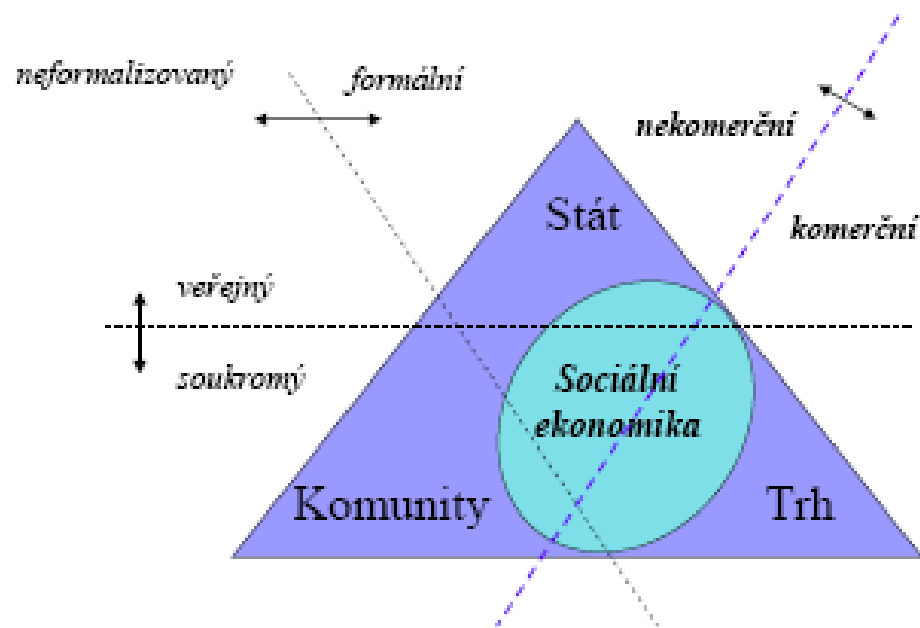 neformalizovaný
formální
nekomerční
Stát
komerční
veřejný
soukromý
Sociální
ekonomika
Komunity
Trh